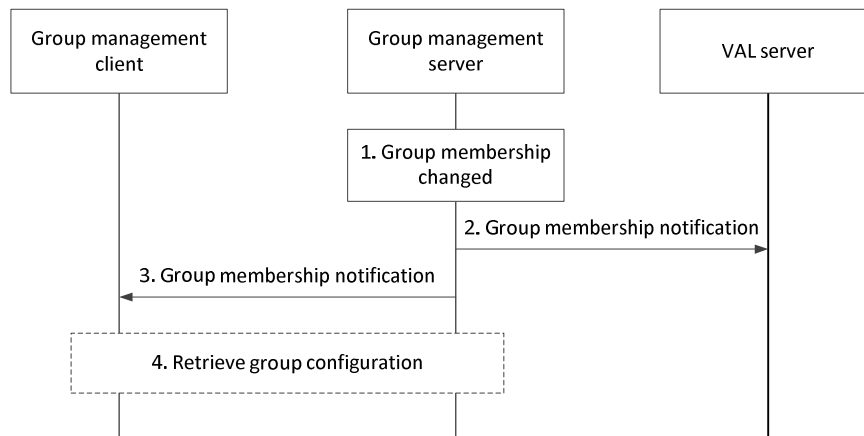 Group management
client
Group management
server
VAL server
1. Group membership
changed
2. Group membership notification
3. Group membership notification
4. Retrieve group configuration